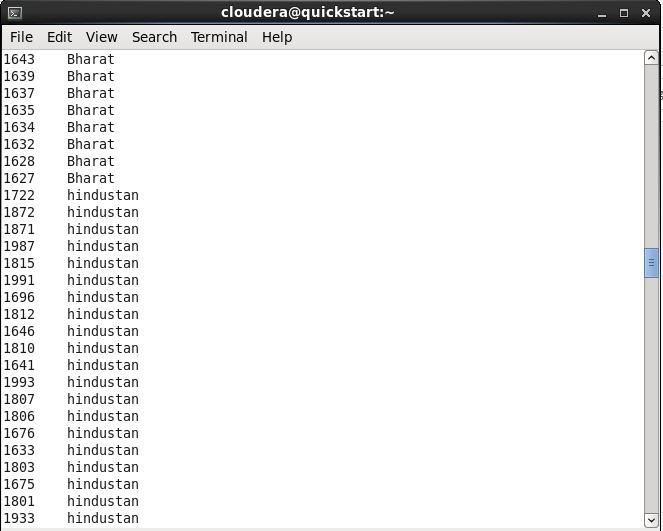 cloudera@quickstart:~
File Edit View Search Terminal Help
1643 Bharat
1639 Bharat
1637 Bharat
1635 Bharat
1634 Bharat
1632 Bharat
1628 Bharat
1627 Bharat
1722 hindustan
1872 hindustan
1871 hindustan
1987 hindustan
1815 hindustan
1991 hindustan
1696 hindustan
1812 hindustan
1646 hindustan
1810 hindustan
1641 hindustan
1993 hindustan
1807 hindustan
1806 hindustan
1676 hindustan
1633 hindustan
1803 hindustan
1675 hindustan
1801 hindustan
1933 hindustan